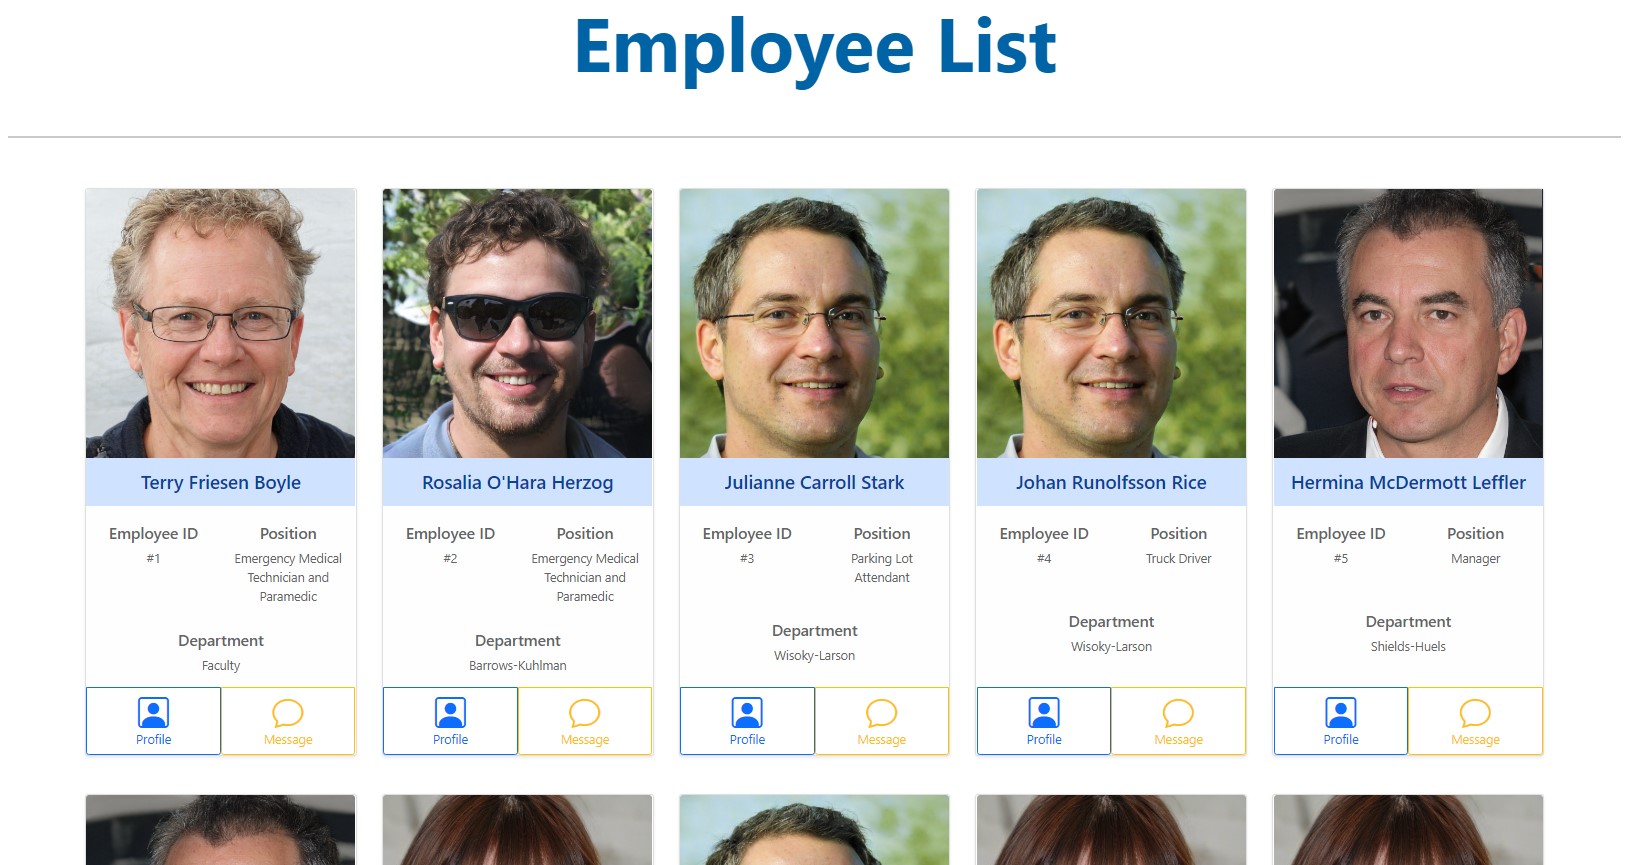 Employee List
Terry Friesen Boyle
Employee ID
#1
Position
Emergency Medical
Technician and
Paramedic
Department
Faculty
Profile
Message
Rosalia O'Hara Herzog
Employee ID
#2
Position
Emergency Medical
Technician and
Paramedic
Department
Barrows-Kuhlman
Profile
Message
Julianne Carroll Stark
Employee ID
#3
Position
Parking Lot
Attendant
Department
Wisoky-Larson
Profile
Message
Johan Runolfsson Rice
Employee ID
#4
Position
Truck Driver
Department
Wisoky-Larson
Profile
Message
Hermina McDermott Leffler
Employee ID
#5
Position
Manager
Department
Shields-Huels
Profile
Message